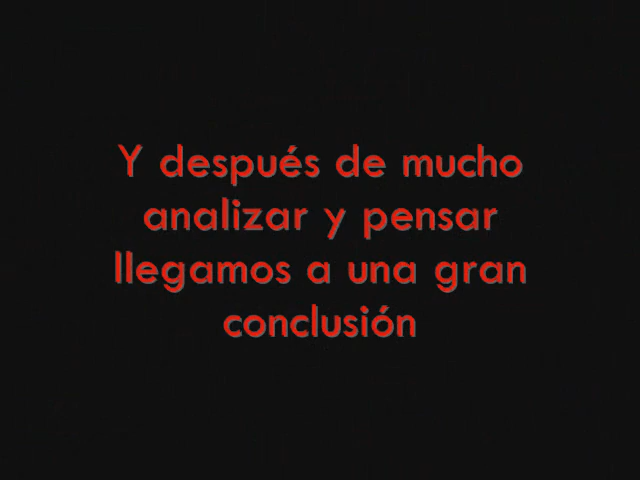 Y después de mucho
analizar y pensar
llegamos a una gran
conclusión